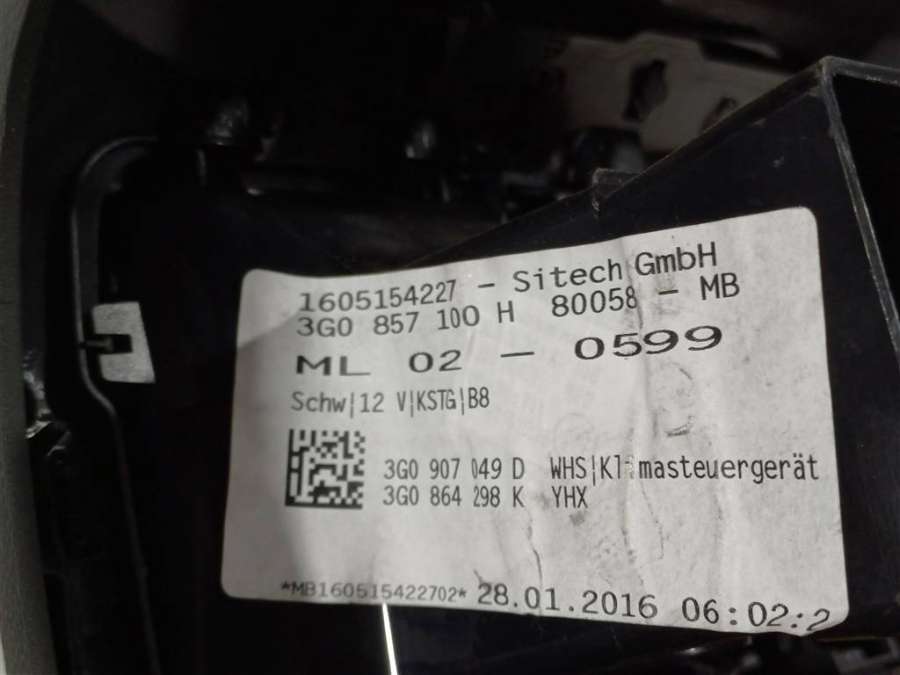 1605154227 - Sitech GmbH
3G0 857 100 H 80058 - MB
ML 02 - 0599
Schw|12 V|KSTG|B8
3G0 907 049 D WHS|Klimasteuergerät
3G0 864 298 K YHX
*MB160515422702* 28.01.2016 06:02:2